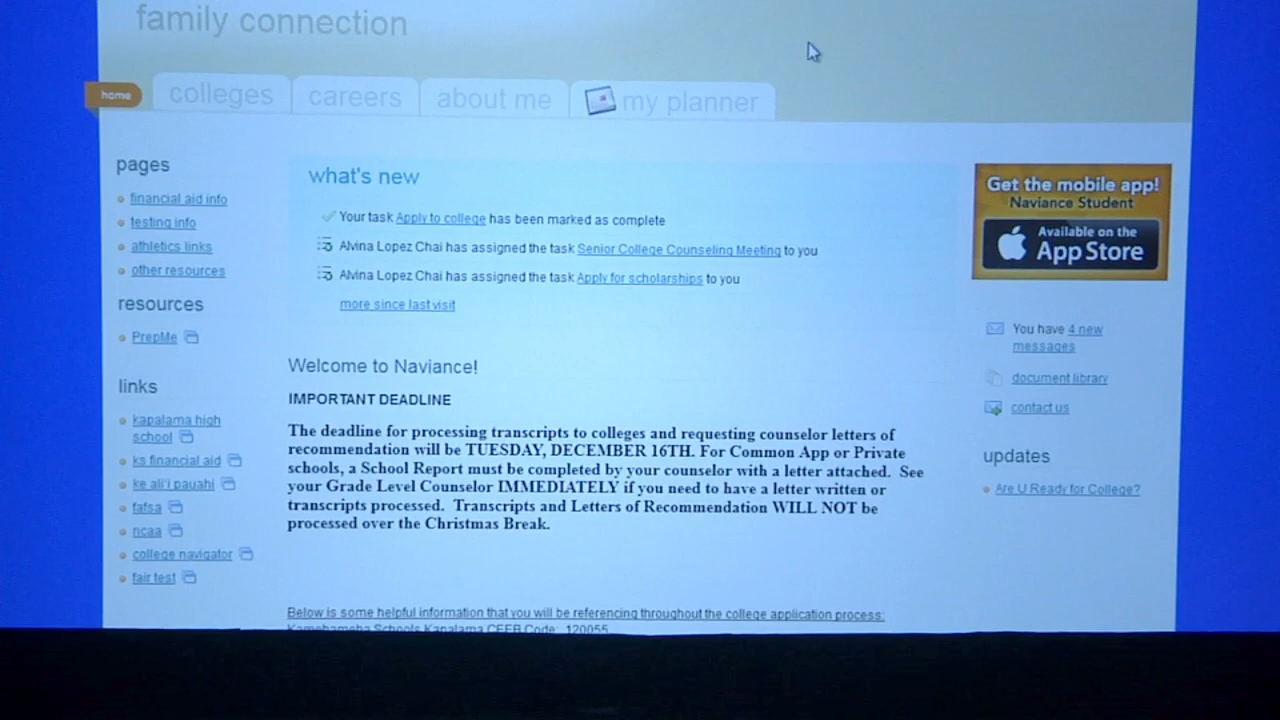 family connection
home
colleges
careers
about me
my planner
pages
financial aid info
testing info
athletics links
other resources
resources
PrepMe
links
kapalama high
school
ks financial aid
ke ali'i pauahi
fafsa
ncaa
college navigator
fair test
what's new
Your task Apply to college has been marked as complete
Alvina Lopez Chai has assigned the task Senior College Counseling Meeting to you
Alvina Lopez Chai has assigned the task Apply for scholarships to you
more since last visit
Welcome to Naviance!
IMPORTANT DEADLINE
The deadline for processing transcripts to colleges and requesting counselor letters of
recommendation will be TUESDAY, DECEMBER 16TH. For Common App or Private
schools, a School Report must be completed by your counselor with a letter attached. See
your Grade Level Counselor IMMEDIATELY if you need to have a letter written or
transcripts processed. Transcripts and Letters of Recommendation WILL NOT be
processed over the Christmas Break.
Below is some helpful information that you will be referencing throughout the college application process:
Kamehameha Schools Kapalama CEEB Code: 120055
Get the mobile app!
Naviance Student
Available on the
App Store
You have 4 new
messages
document library
contact us
updates
Are U Ready for College?